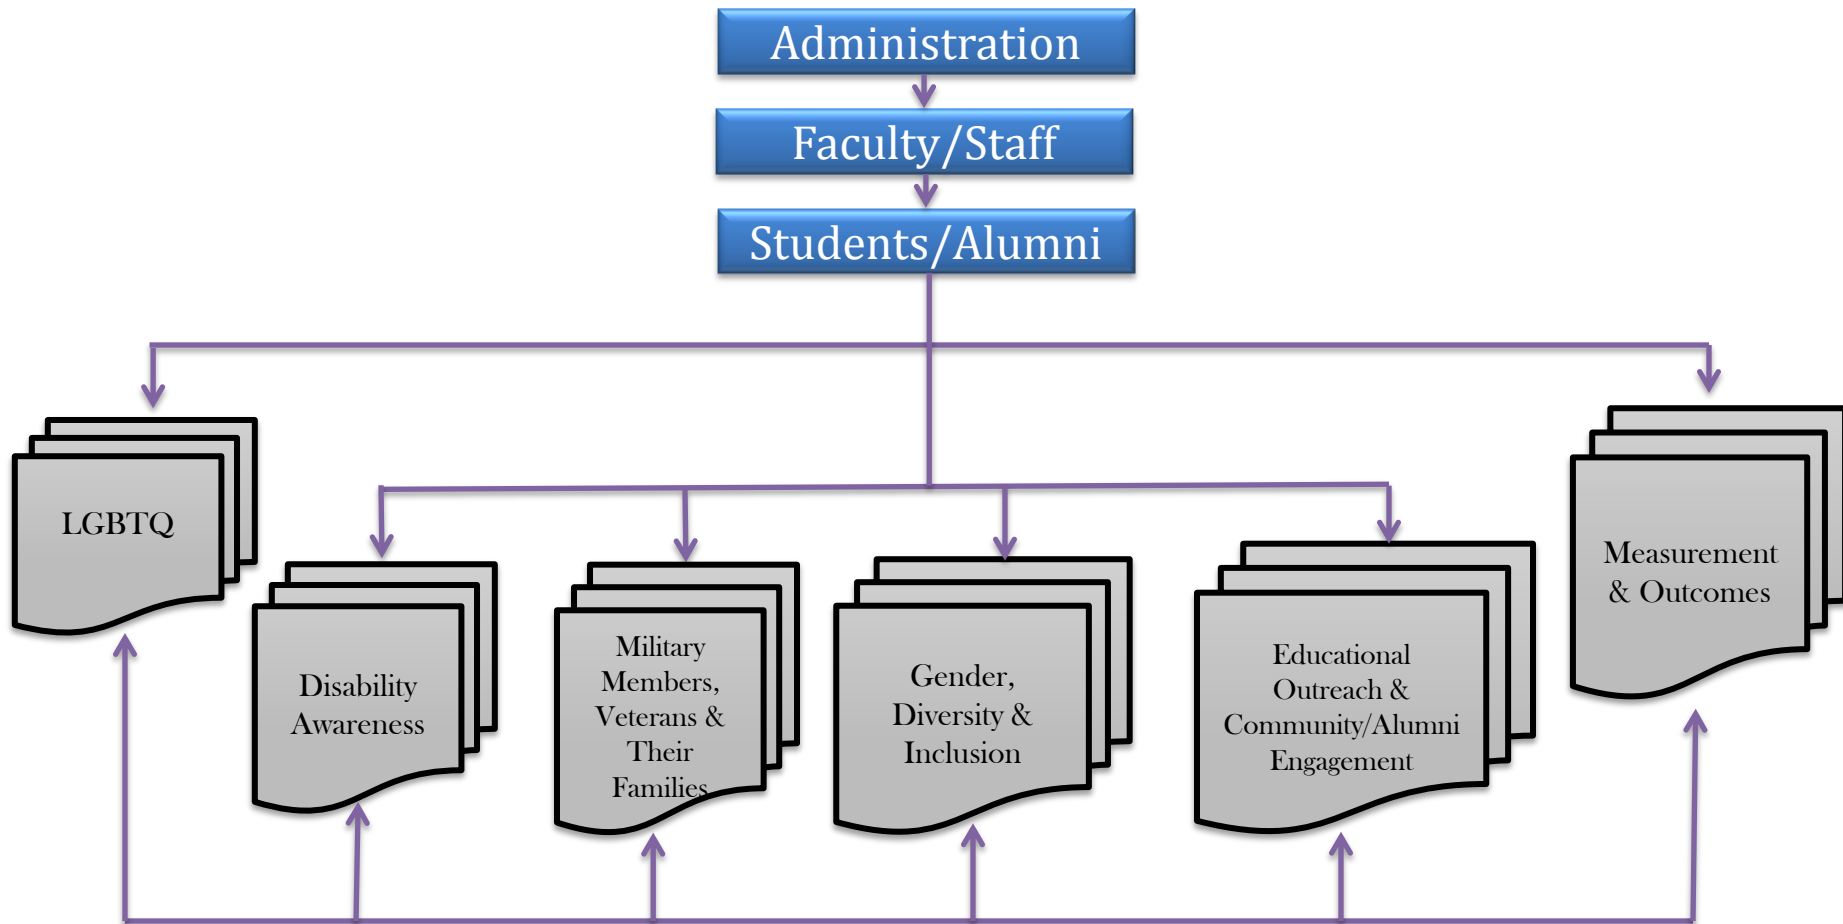 Administration
Faculty/Staff
Students/Alumni
LGBTQ
Disability
Awareness
Military
Members,
Veterans &
Their
Families
Gender,
Diversity &
Inclusion
Educational
Outreach &
Community/Alumni
Engagement
Measurement
& Outcomes